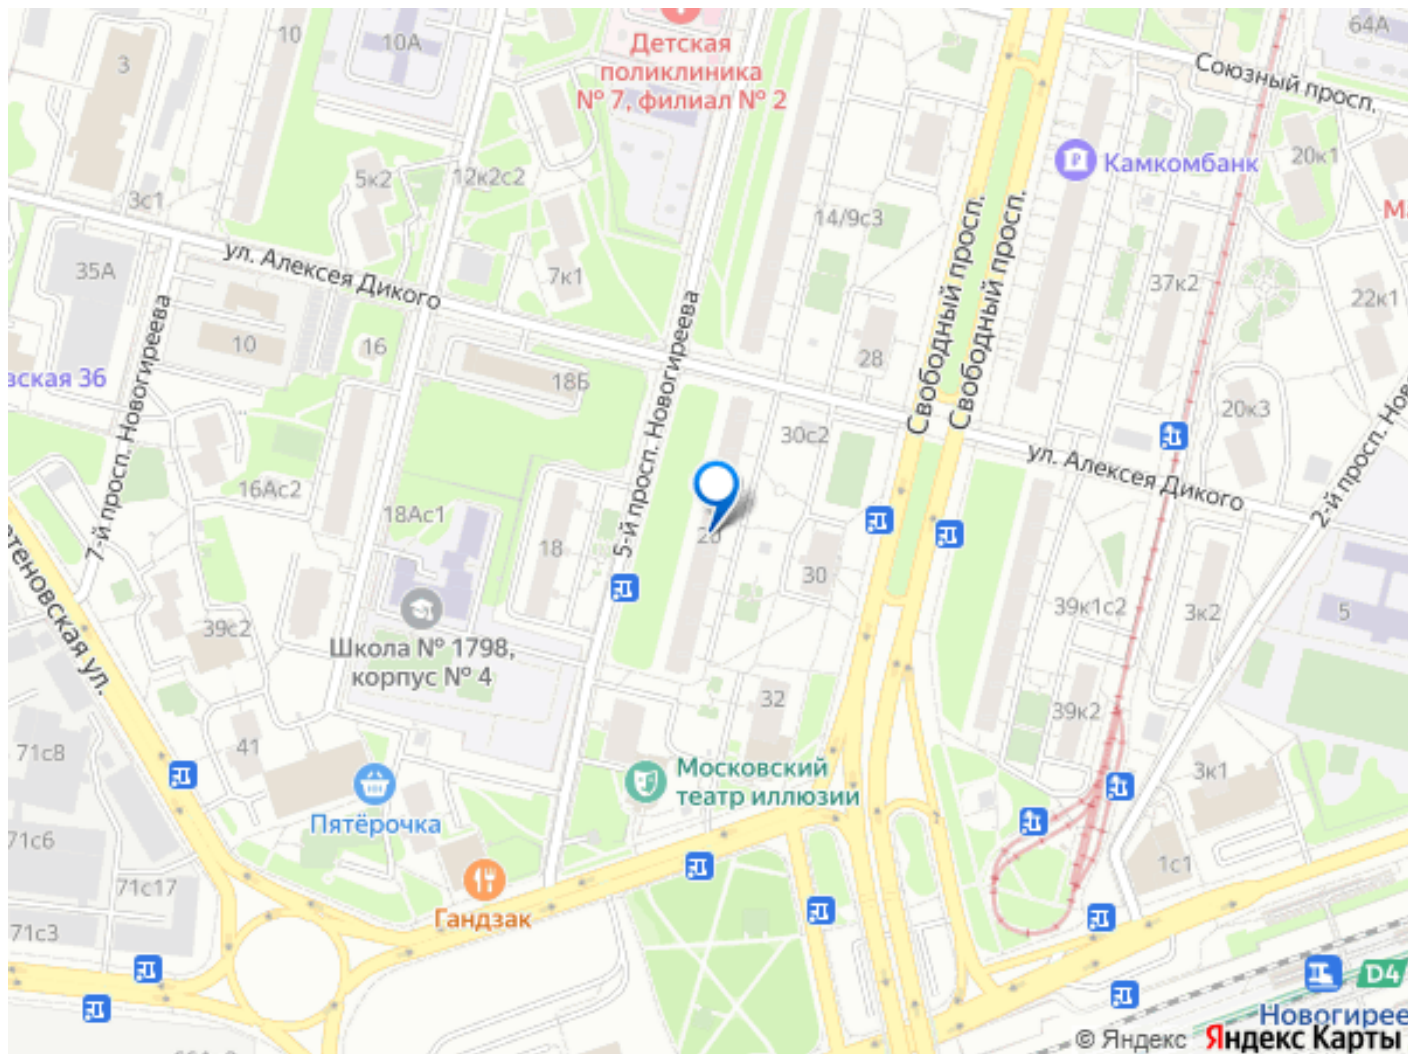 64А
10
10А
3
Детская
поликлиника
№ 7, филиал № 2
Союзный просп.
Камкомбанк
20к1
5к2
12к2с2
3с1
14/9с3
Свободный просп.
Свободный просп.
ул. Алексея Дикого
35А
7к1
37к2
22к1
5-й просп. Новогиреева
7-й просп. Новогиреева
10
16
28
вская 36
18Б
20к3
30с2
ул. Алексея Дикого
16Ас2
18Ас1
18
30
39к1с2
3к2
5
39с2
Школа № 1798,
корпус № 4
32
39к2
41
71с8
Московский
театр иллюзии
3к1
Пятёрочка
71с6
1с1
71с17
Гандзак
71с3
D4
Новогирее
© Яндекс Яндекс Карты